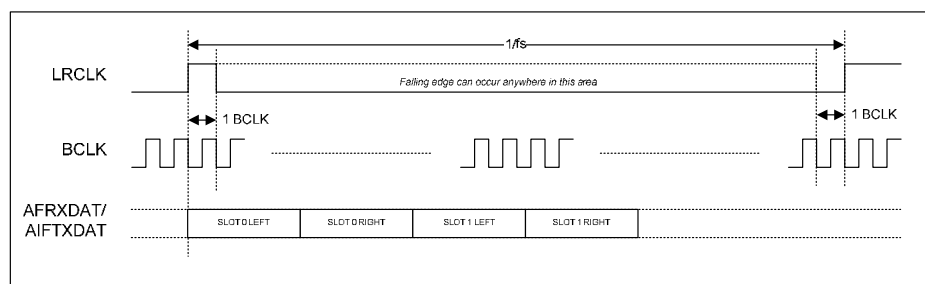 1/fs
LRCLK
Falling edge can occur anywhere in this area
1 BCLK
1 BCLK
BCLK
AFRXDAT/
AIFTXDAT
SLOT 0 LEFT
SLOT 0 RIGHT
SLOT 1 LEFT
SLOT 1 RIGHT